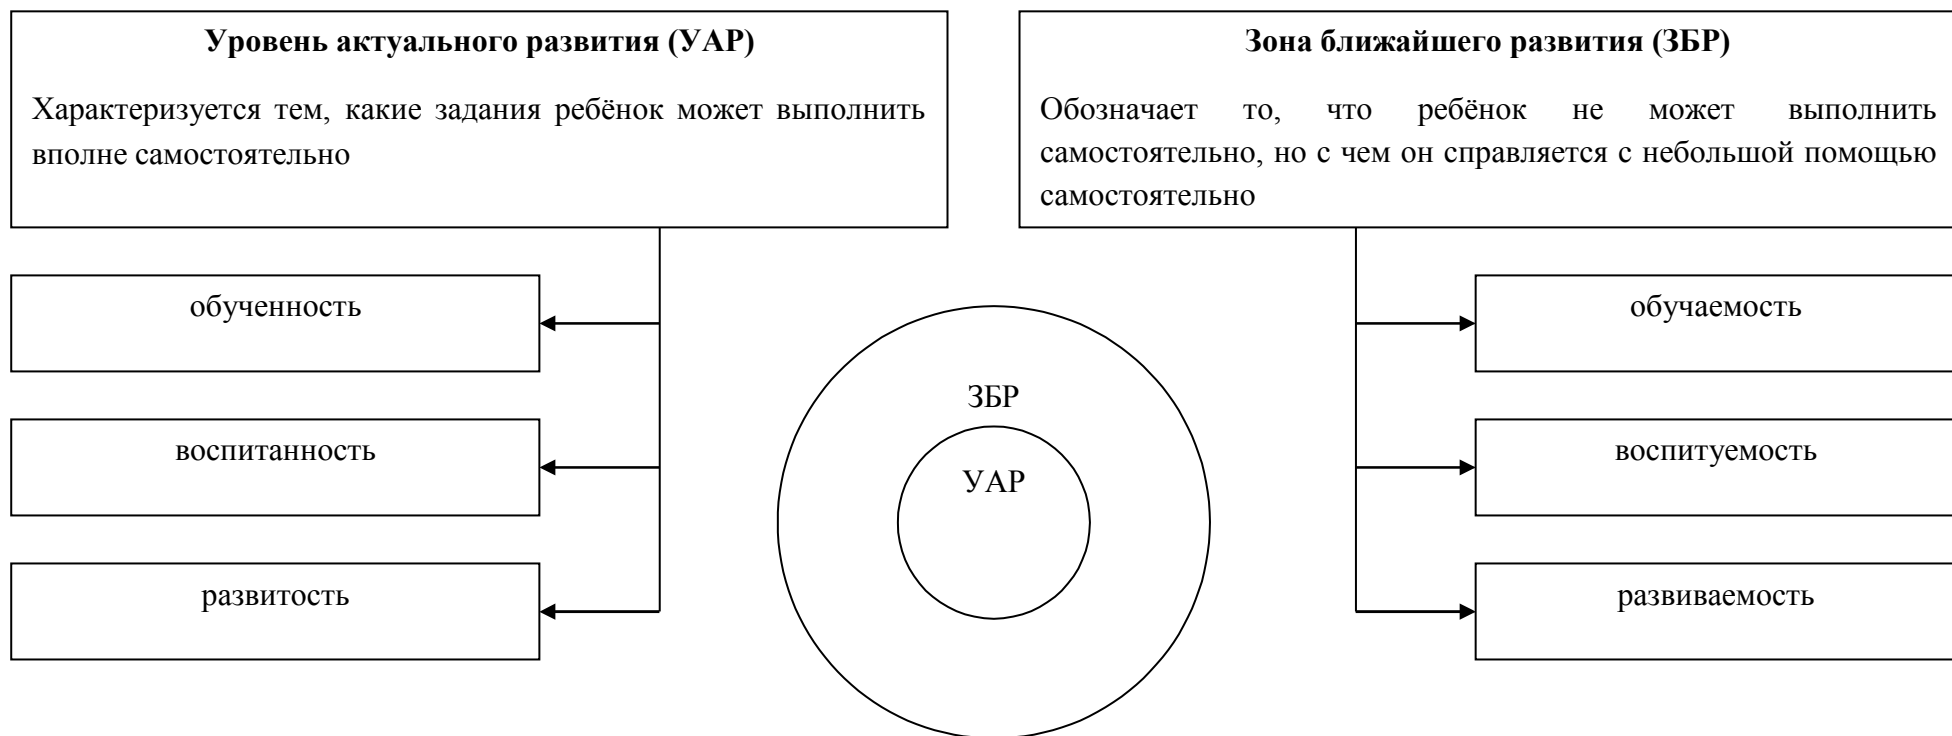 Уровень актуального развития (УАР)
Характеризуется тем, какие задания ребёнок может выполнить
вполне самостоятельно
Зона ближайшего развития (ЗБР)
Обозначает то, что ребёнок не может выполнить
самостоятельно, но с чем он справляется с небольшой помощью
самостоятельно
обученность
воспитанность
развитость
ЗБР
УАР
обучаемость
воспитуемость
развиваемость